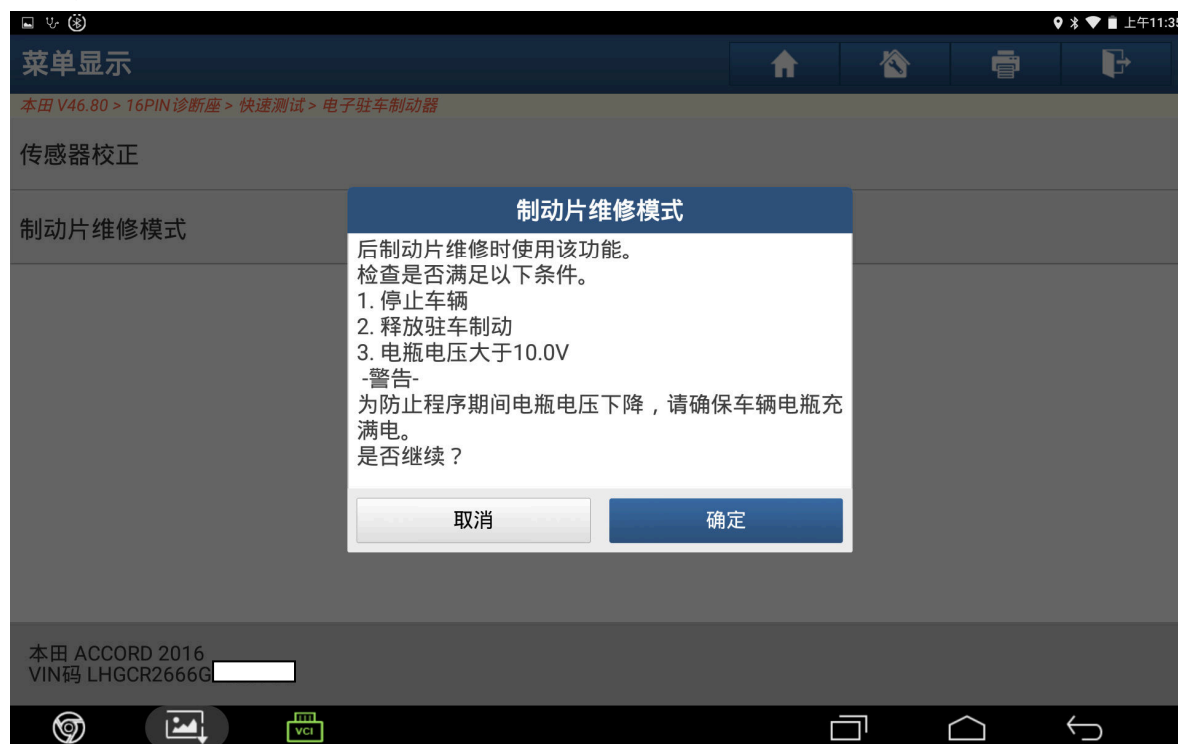 上午11:35
菜单显示
本田 V46.80 > 16PIN诊断座 > 快速测试 > 电子驻车制动器
传感器校正
制动片维修模式
制动片维修模式
后制动片维修时使用该功能。
检查是否满足以下条件。
1. 停止车辆
2. 释放驻车制动
3. 电瓶电压大于10.0V
-警告-
为防止程序期间电瓶电压下降，请确保车辆电瓶充
满电。
是否继续？
取消
确定
本田 ACCORD 2016
VIN码 LHGCR2666G
VCI